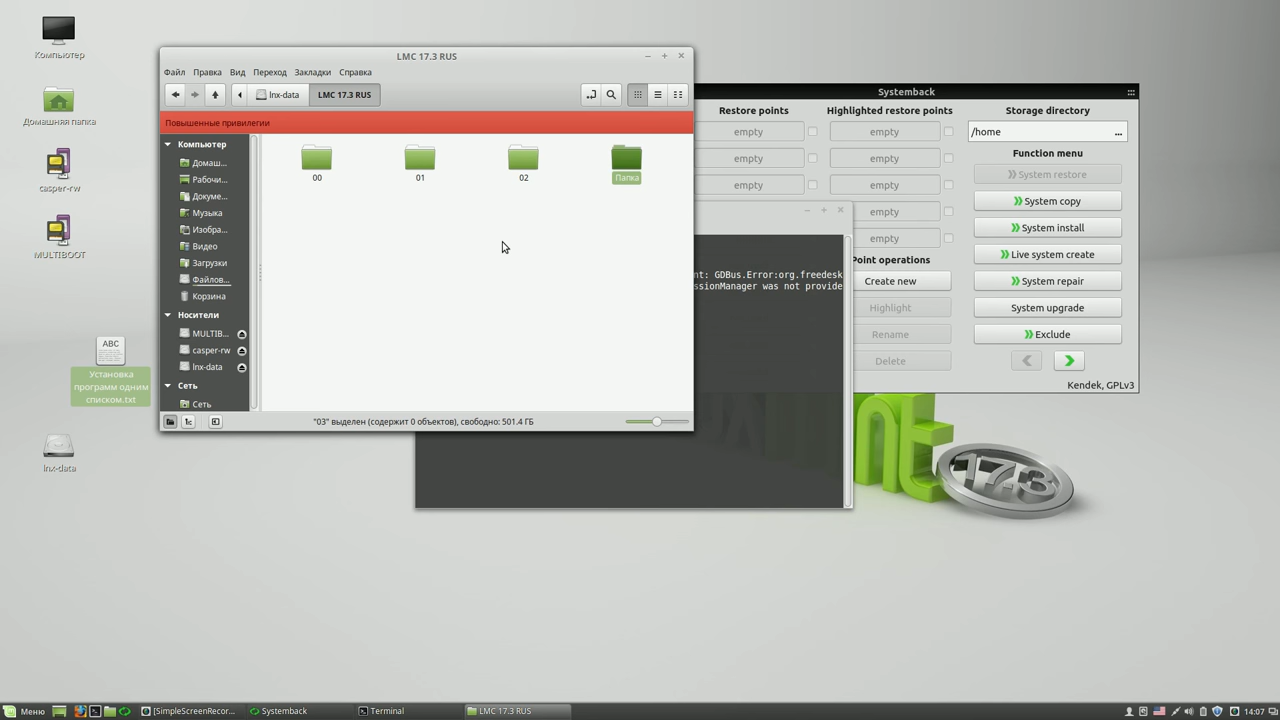 Компьютер
Домашняя папка
casper-rw
MULTIBOOT
ABC
Установка
программ одним
списком.txt
lnx-data
LMC 17.3 RUS
Файл
Правка
Вид
Переход
Закладки
Справка
lnx-data
LMC 17.3 RUS
Повышенные привилегии
Компьютер
Домаш...
Рабочи...
Докуме...
Музыка
Изобра...
Видео
Загрузки
Файлов...
Корзина
Носители
MULTIB...
casper-rw
lnx-data
Сеть
Сеть
00
01
02
Папка
"03" выделен (содержит 0 объектов), свободно: 501.4 ГБ
nt: GDBus.Error:org.freedesk
ssionManager was not provide
Systemback
Restore points
Highlighted restore points
Storage directory
empty
empty
/home
...
empty
empty
Function menu
empty
empty
System restore
empty
System copy
empty
System install
Point operations
Live system create
Create new
System repair
Highlight
System upgrade
Rename
Exclude
Delete
Kendek, GPLv3
nt
17.3
Меню
[SimpleScreenRecor...
Systemback
Terminal
LMC 17.3 RUS
14:07